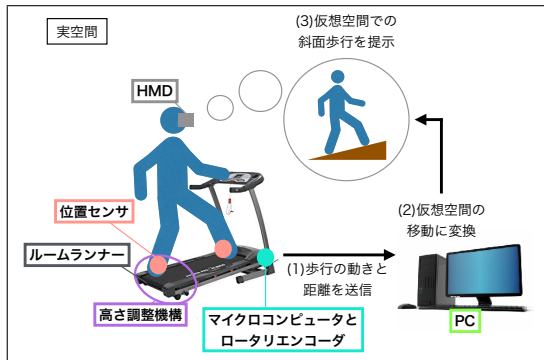 実空間
(3)仮想空間での
斜面歩行を提示
HMD
位置センサ
ルームランナー
高さ調整機構
(1)歩行の動きと
距離を送信
マイクロコンピュータと
ロータリエンコーダ
(2)仮想空間の
移動に変換
PC